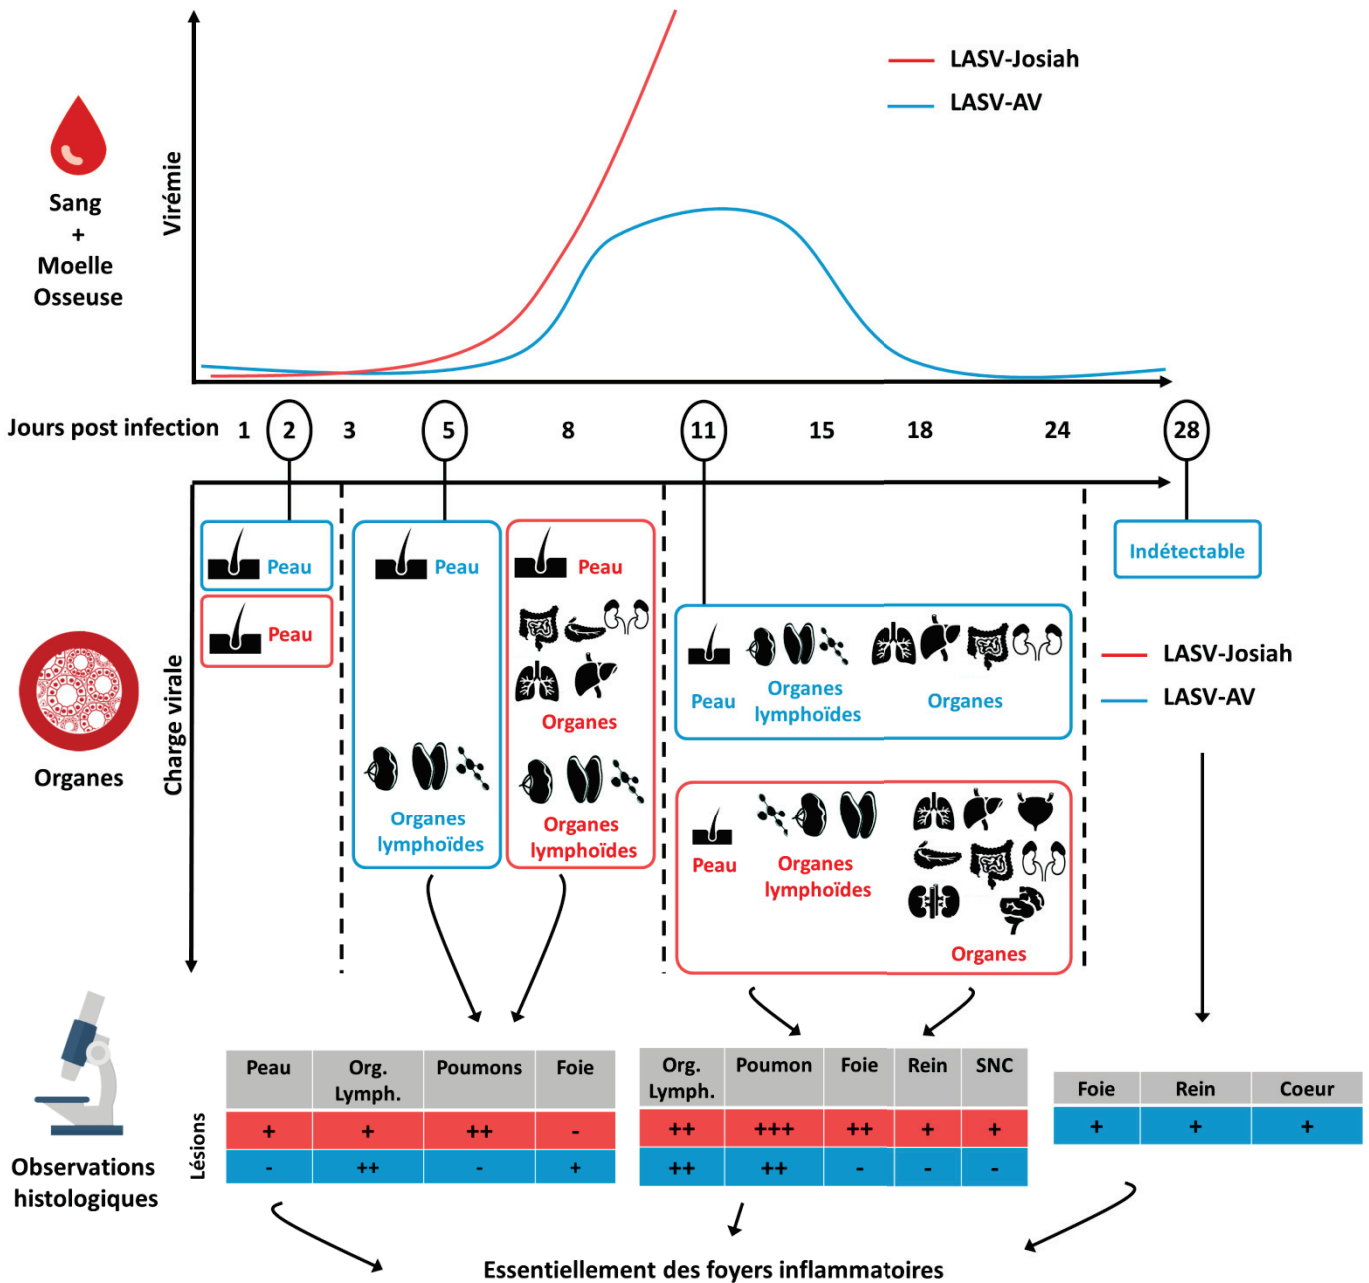 LASV-Josiah
LASV-AV
Virémie
Sang
+
Moelle
Osseuse
Jours post infection 1 2 3 5 8 11 15 18 24 28
Peau
Peau
Peau
Organes
lymphoïdes
Peau
Organes
Organes
lymphoïdes
Peau
Organes
lymphoïdes
Organes
Peau
Organes
lymphoïdes
Organes
Indétectable
LASV-Josiah
LASV-AV
Charge virale
Organes
Observations
histologiques
Lésions
Peau Org. Lymph. Poumons Foie
+ + ++ -
- ++ - +
Org. Lymph. Poumon Foie Rein SNC
++ +++ ++ + +
++ ++ - - -
Foie Rein Coeur
+ + +
Essentiellement des foyers inflammatoires